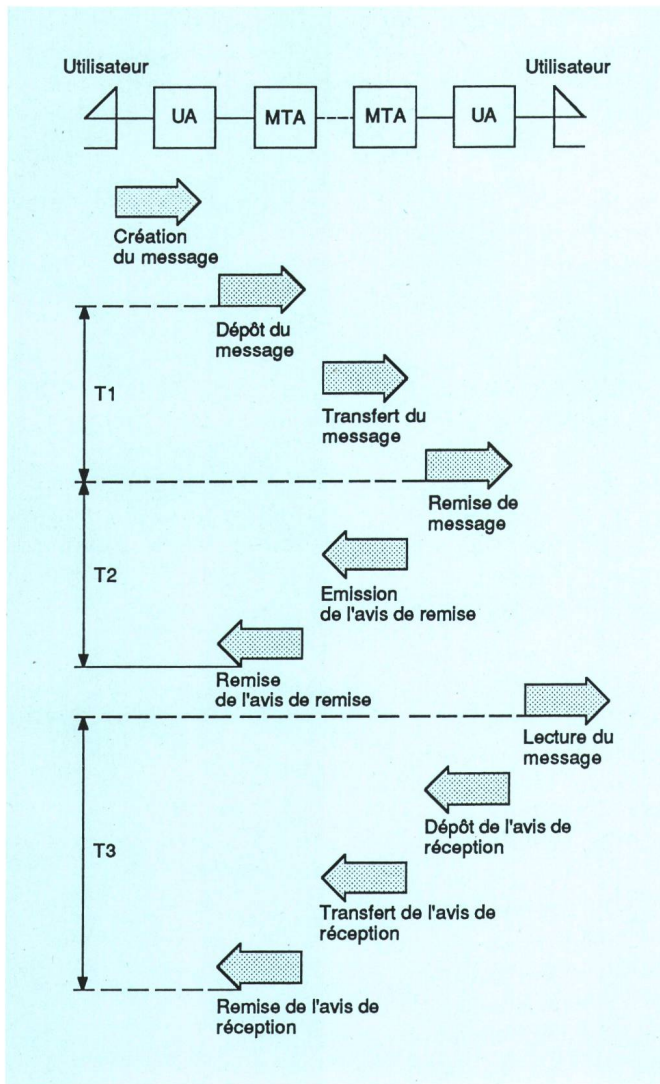 Utilisateur Utilisateur
UA MTA MTA UA
Création
du message
Dépôt du
message
T1
Transfert du
message
Remise de
message
T2
Emission
de l'avis de remise
Remise
de l'avis de remise
Lecture du
message
Dépôt de l'avis de
réception
T3
Transfert de l'avis de
réception
Remise de l'avis de
réception